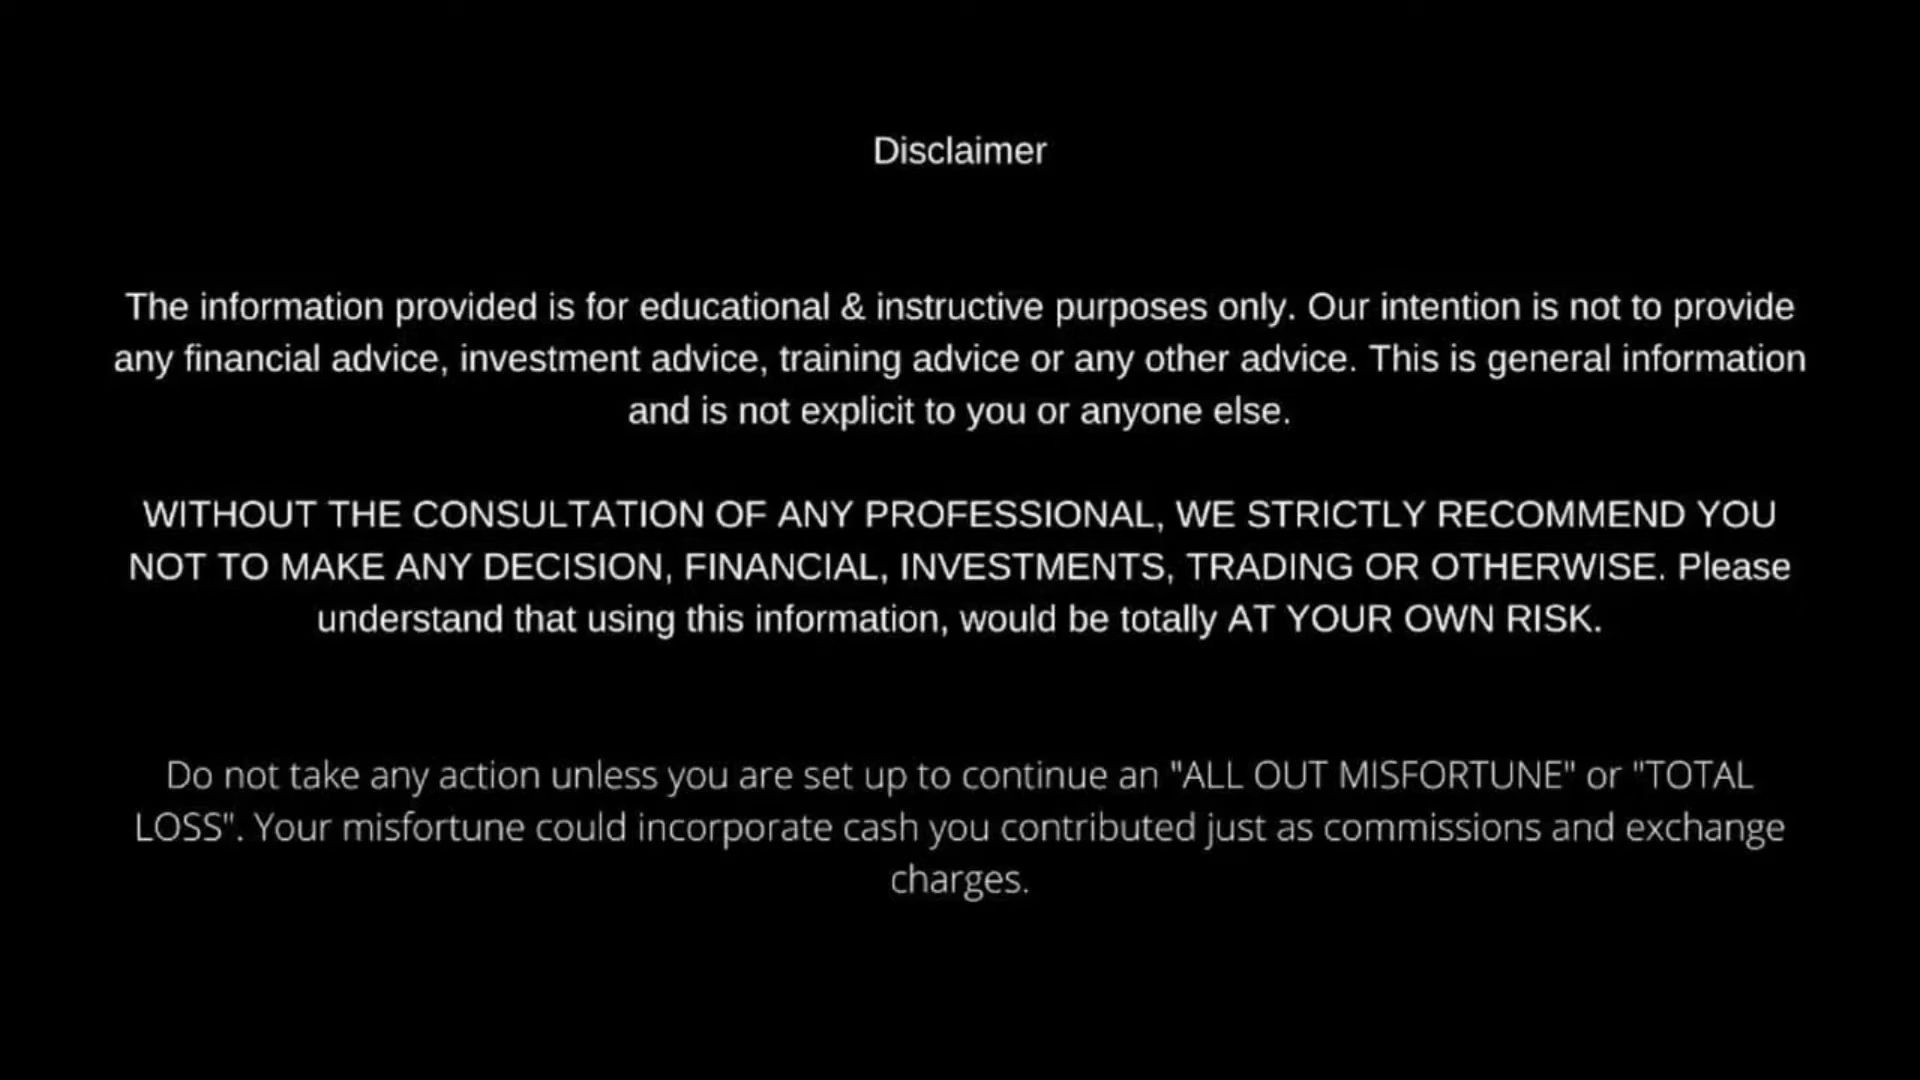 Disclaimer
The information provided is for educational & instructive purposes only. Our intention is not to provide
any financial advice, investment advice, training advice or any other advice. This is general information
and is not explicit to you or anyone else.
WITHOUT THE CONSULTATION OF ANY PROFESSIONAL, WE STRICTLY RECOMMEND YOU
NOT TO MAKE ANY DECISION, FINANCIAL, INVESTMENTS, TRADING OR OTHERWISE. Please
understand that using this information, would be totally AT YOUR OWN RISK.
Do not take any action unless you are set up to continue an "ALL OUT MISFORTUNE" or "TOTAL
LOSS". Your misfortune could incorporate cash you contributed just as commissions and exchange
charges.